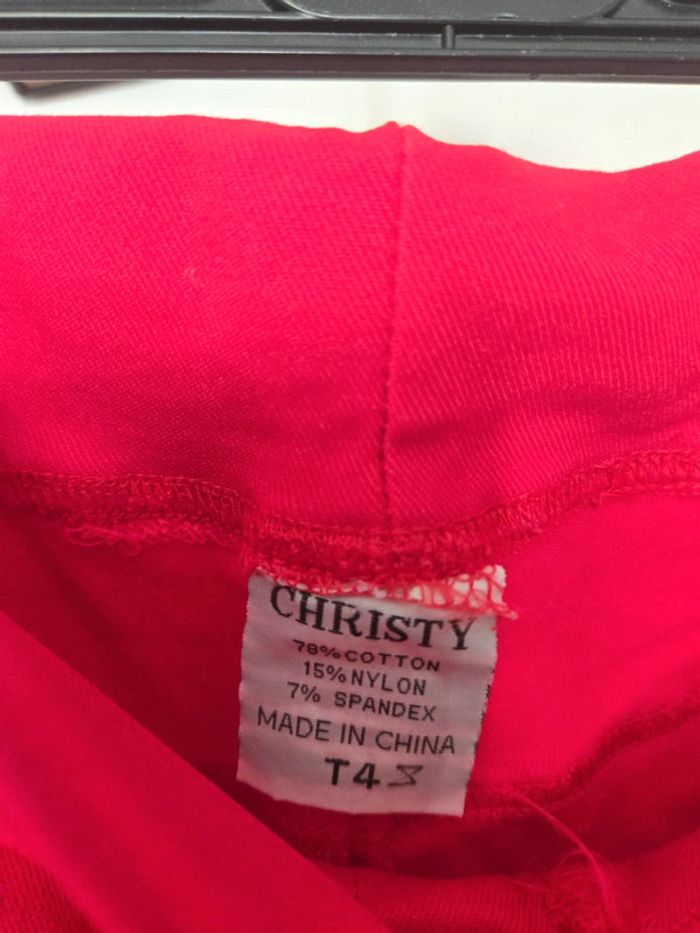 CHRISTY
78%COTTON
15%NYLON
7% SPANDEX
MADE IN CHINA
T4